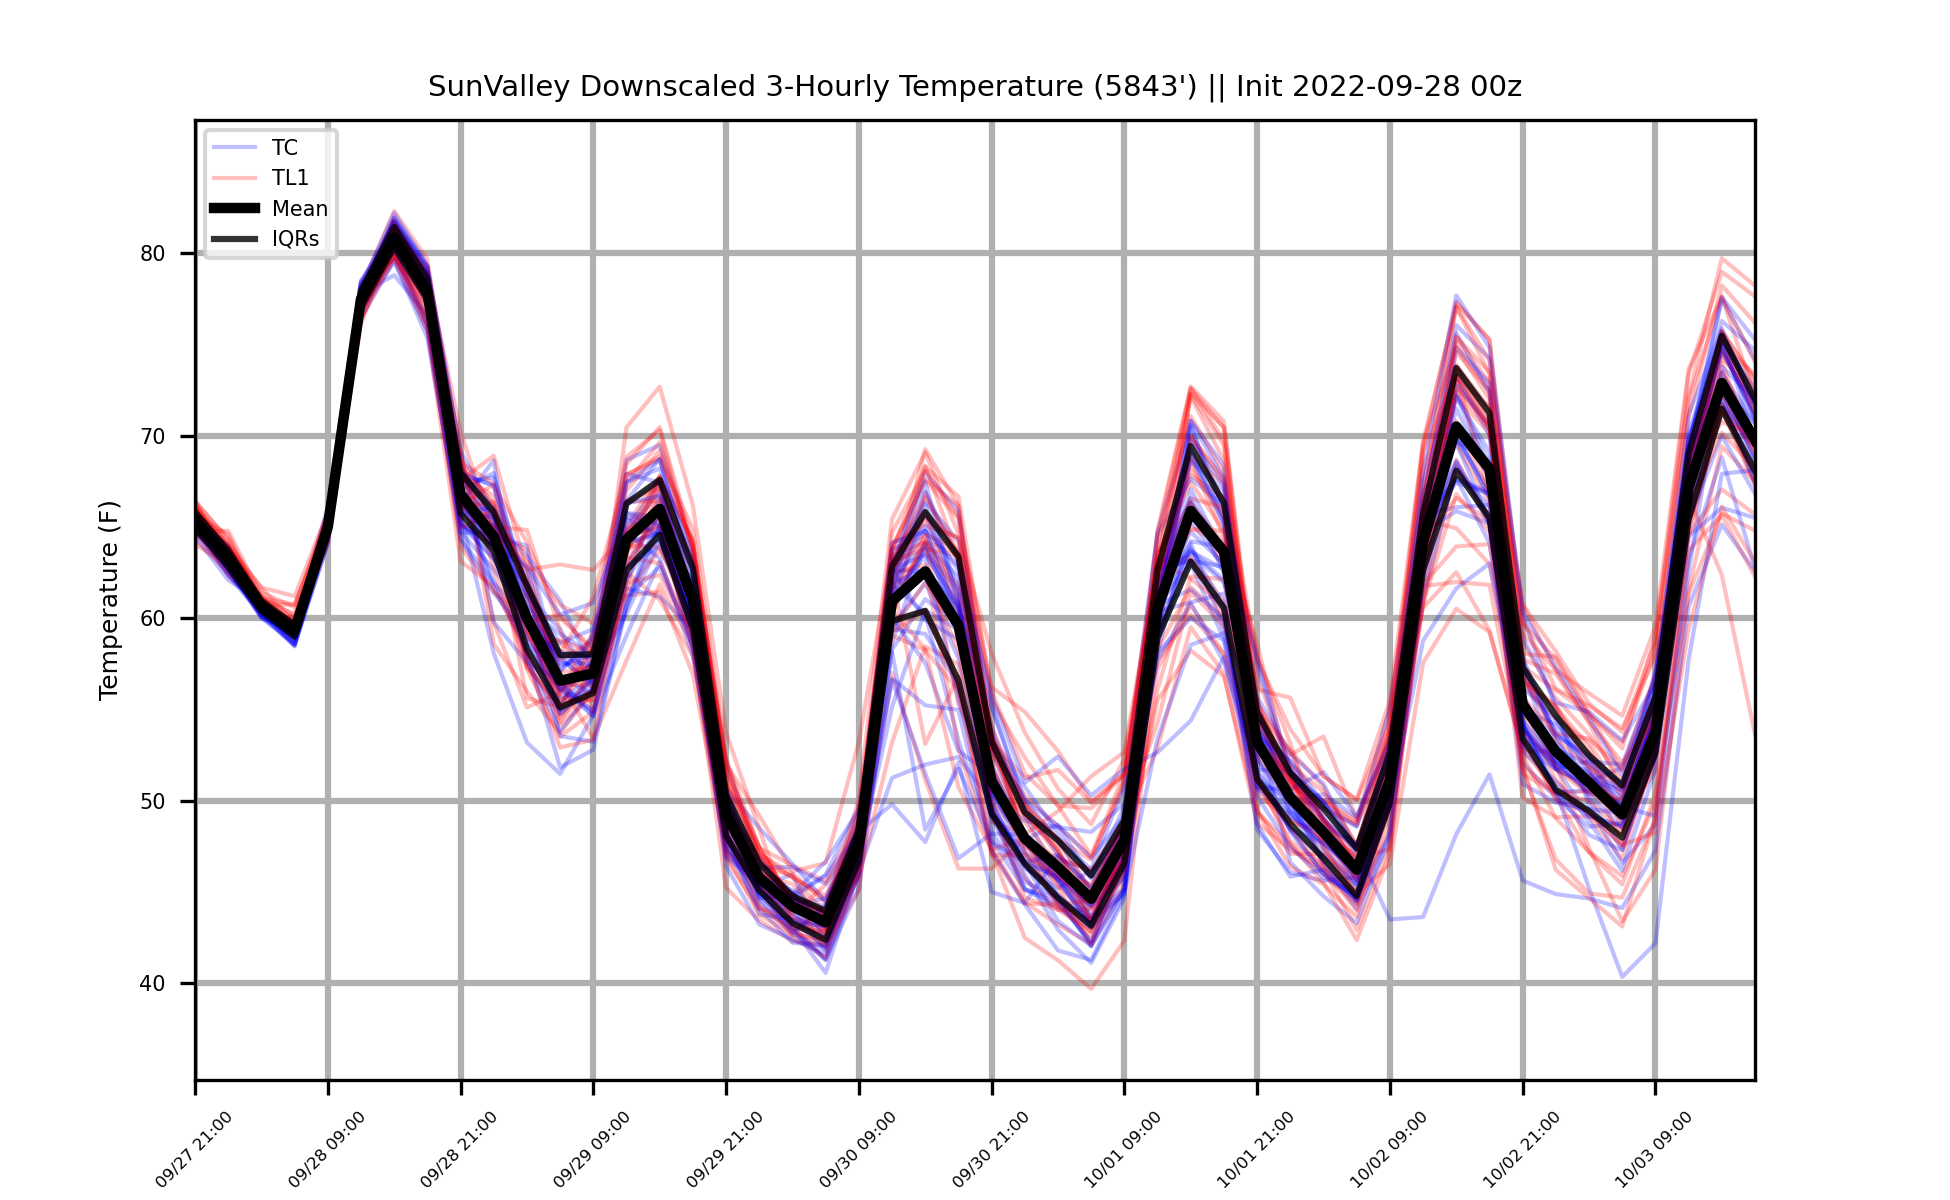 SunValley Downscaled 3-Hourly Temperature (5843') || Init 2022-09-28 00z
TC
TL1
Mean
IQRs
Temperature (F)
80
70
60
50
40
09/27 21:00
09/28 09:00
09/28 21:00
09/29 09:00
09/29 21:00
09/30 09:00
09/30 21:00
10/01 09:00
10/01 21:00
10/02 09:00
10/02 21:00
10/03 09:00